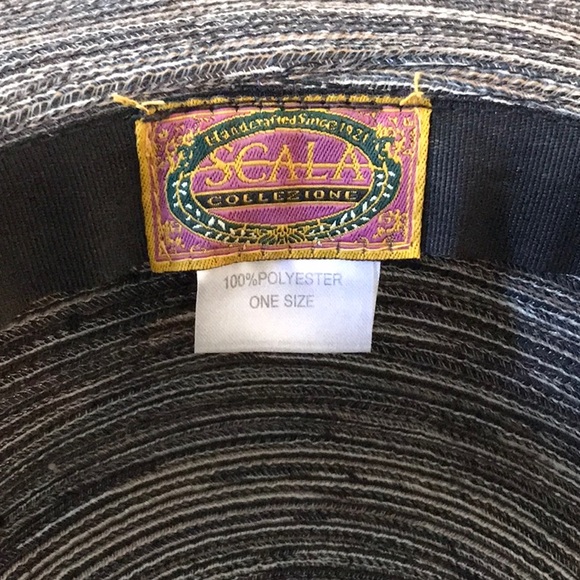 Handcrafted Since 1921
SCALA
COLLEZIONE
100%POLYESTER
ONE SIZE